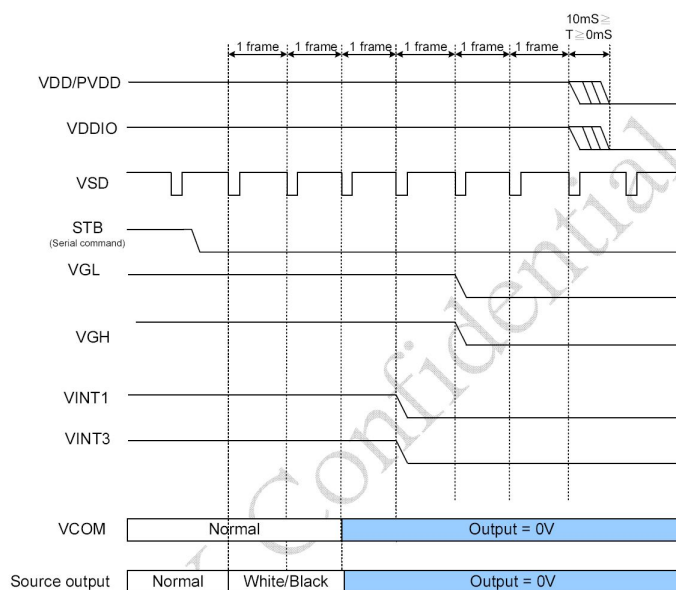 10mS≧
T≧0mS
1 frame 1 frame 1 frame 1 frame 1 frame 1 frame
VDD/PVDD
VDDIO
VSD
STB
(Serial command)
VGL
VGH
VINT1
VINT3
VCOM Normal Output = 0V
Source output Normal White/Black Output = 0V
Confidential